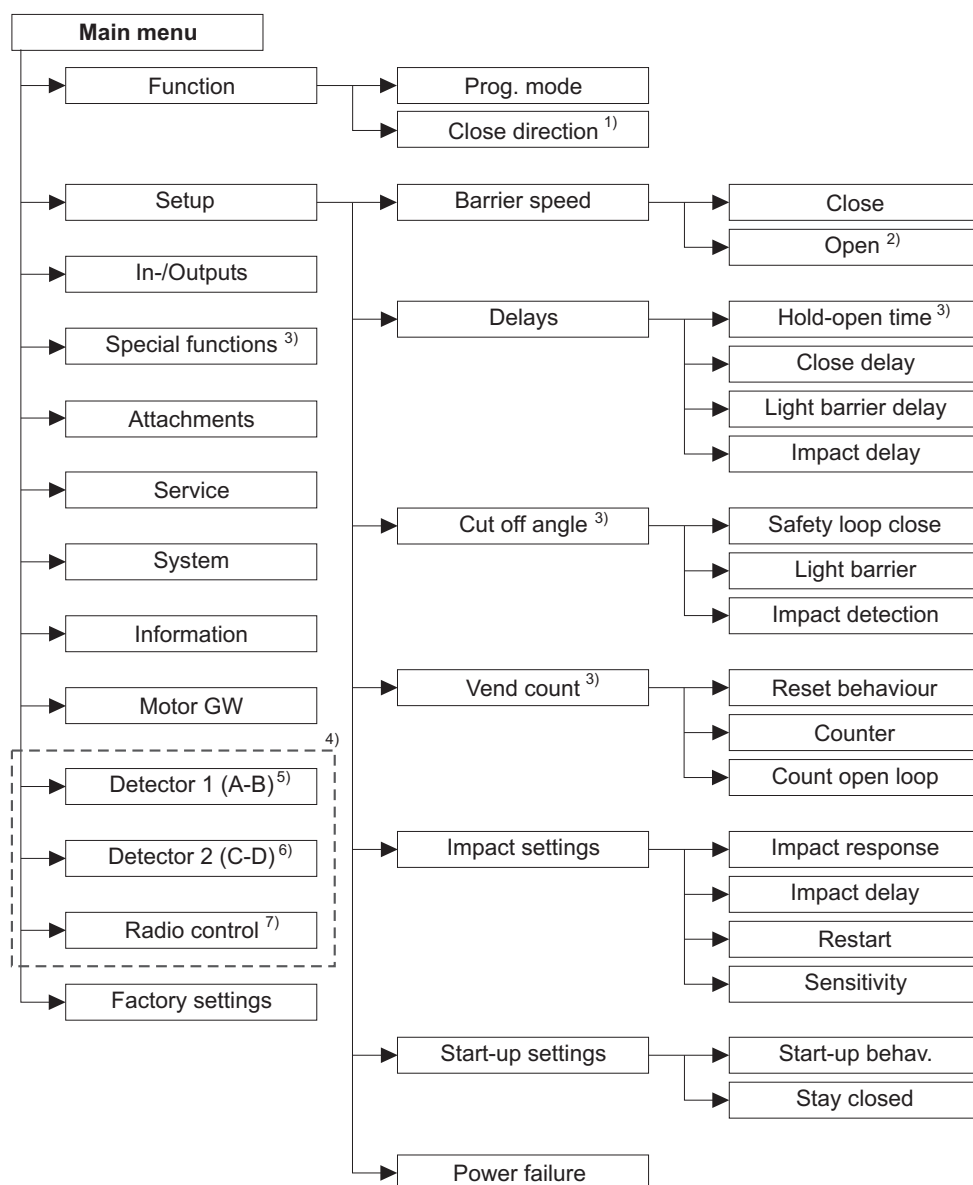 Main menu
Function
Prog. mode
Close direction 1)
Setup
Barrier speed
Close
Open 2)
In-/Outputs
Delays
Hold-open time 3)
Special functions 3)
Close delay
Attachments
Light barrier delay
Impact delay
Service
Cut off angle 3)
Safety loop close
System
Light barrier
Impact detection
Information
Motor GW
Vend count 3)
Reset behaviour
Counter
4)
Count open loop
Detector 1 (A-B) 5)
Detector 2 (C-D) 6)
Impact settings
Impact response
Impact delay
Radio control 7)
Restart
Sensitivity
Factory settings
Start-up settings
Start-up behav.
Stay closed
Power failure